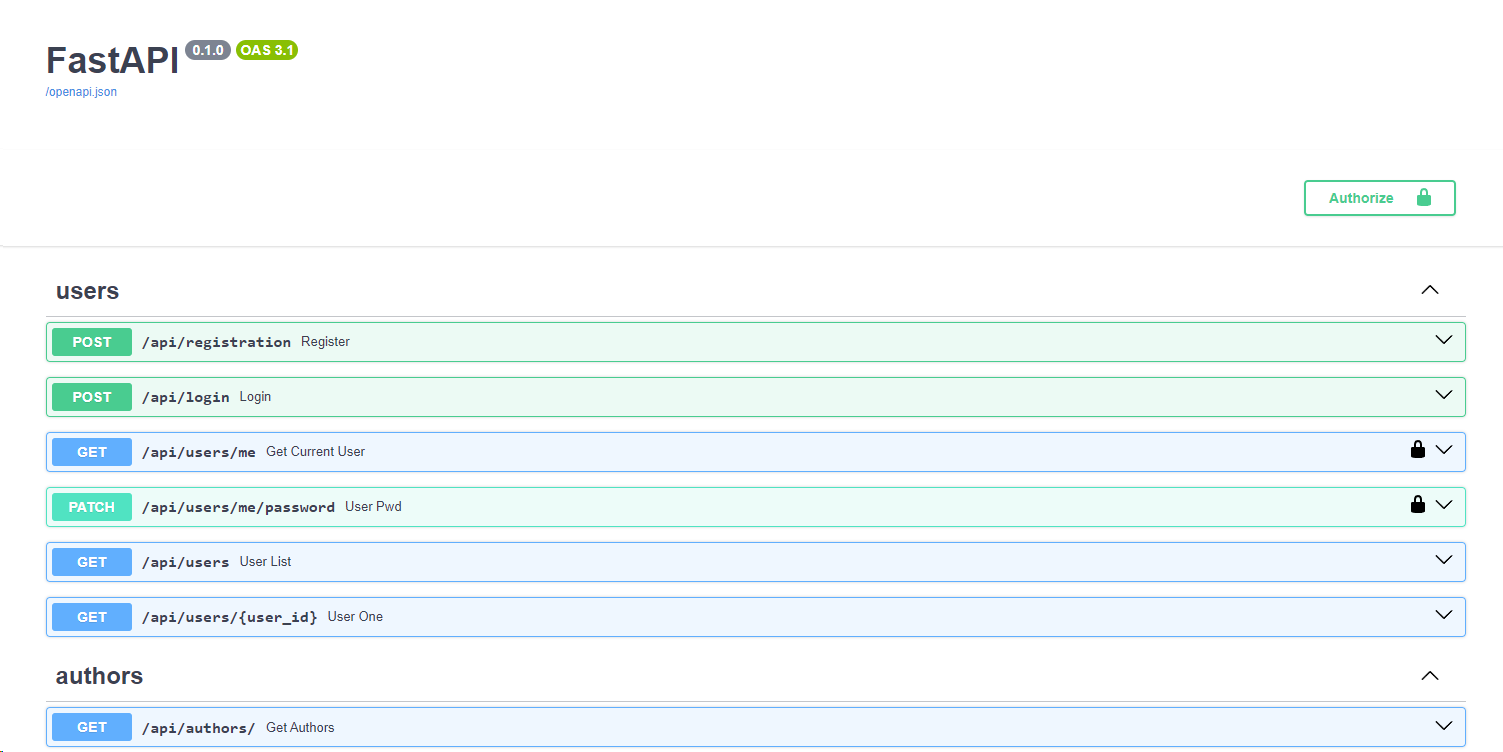 FastAPI 0.1.0 OAS 3.1
/openapi.json
Authorize
users
POST /api/registration Register
POST /api/login Login
GET /api/users/me Get Current User
PATCH /api/users/me/password User Pwd
GET /api/users User List
GET /api/users/{user_id} User One
authors
GET /api/authors/ Get Authors